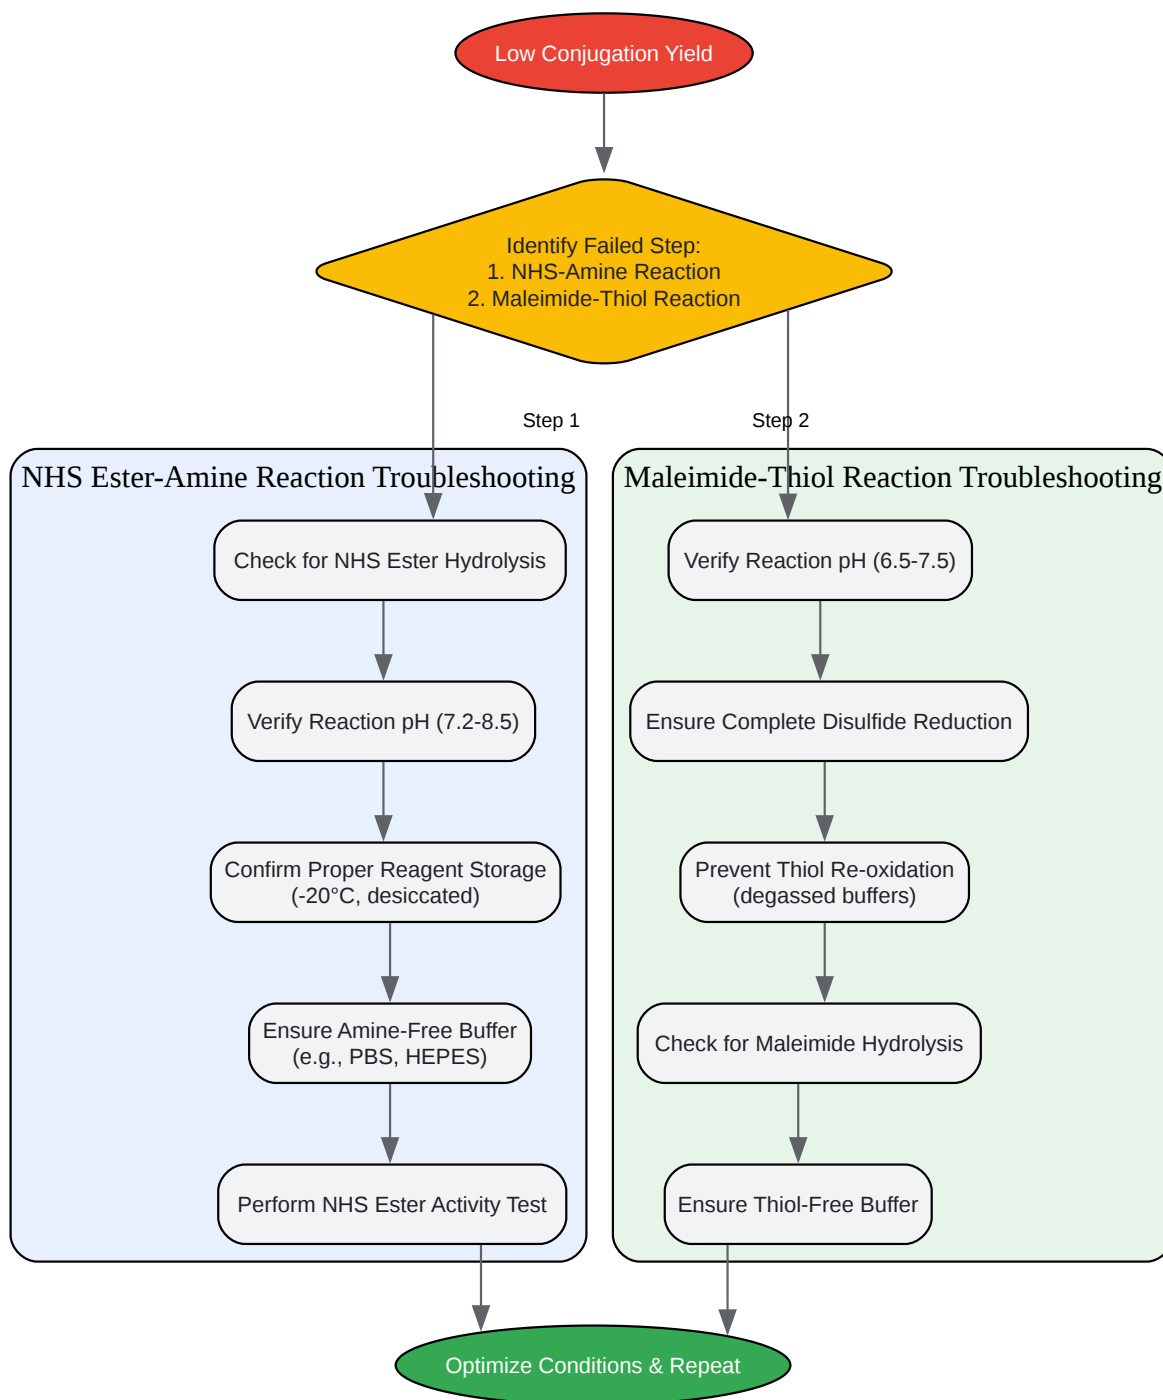 Low Conjugation Yield
Identify Failed Step:
1. NHS-Amine Reaction
2. Maleimide-Thiol Reaction
Step 1
Step 2
NHS Ester-Amine Reaction Troubleshooting
Check for NHS Ester Hydrolysis
Verify Reaction pH (7.2-8.5)
Confirm Proper Reagent Storage
(-20°C, desiccated)
Ensure Amine-Free Buffer
(e.g., PBS, HEPES)
Perform NHS Ester Activity Test
Maleimide-Thiol Reaction Troubleshooting
Verify Reaction pH (6.5-7.5)
Ensure Complete Disulfide Reduction
Prevent Thiol Re-oxidation
(degassed buffers)
Check for Maleimide Hydrolysis
Ensure Thiol-Free Buffer
Optimize Conditions & Repeat